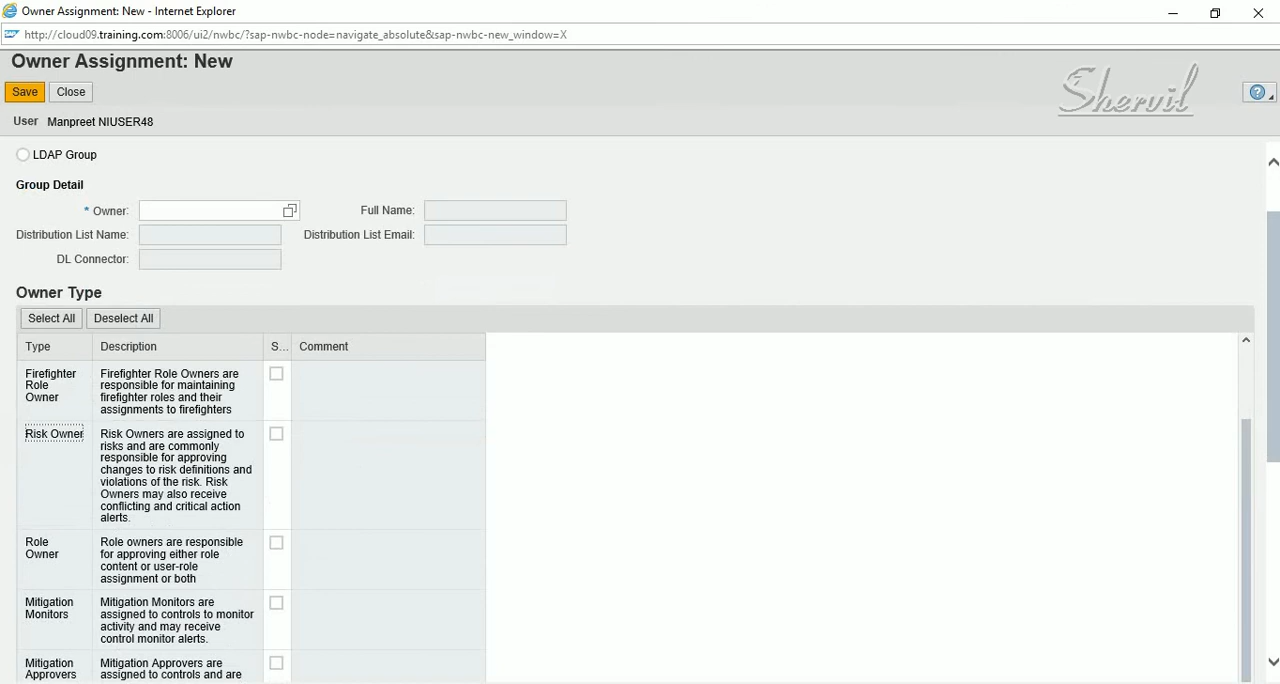 Owner Assignment: New - Internet Explorer
http://cloud09.training.com:8006/ui2/nwbc/?sap-nwbc-node=navigate_absolute&sap-nwbc-new_window=X
Owner Assignment: New
Shervil
Save Close
User Manpreet NIUSER48
LDAP Group
Group Detail
* Owner: Full Name:
Distribution List Name: Distribution List Email:
DL Connector:
Owner Type
Select All Deselect All
Type Description S... Comment
Firefighter
Role
Owner
Firefighter Role Owners are
responsible for maintaining
firefighter roles and their
assignments to firefighters
Risk Owner
Risk Owners are assigned to
risks and are commonly
responsible for approving
changes to risk definitions and
violations of the risk. Risk
Owners may also receive
conflicting and critical action
alerts.
Role
Owner
Role owners are responsible
for approving either role
content or user-role
assignment or both
Mitigation
Monitors
Mitigation Monitors are
assigned to controls to monitor
activity and may receive
control monitor alerts.
Mitigation
Approvers
Mitigation Approvers are
assigned to controls and are